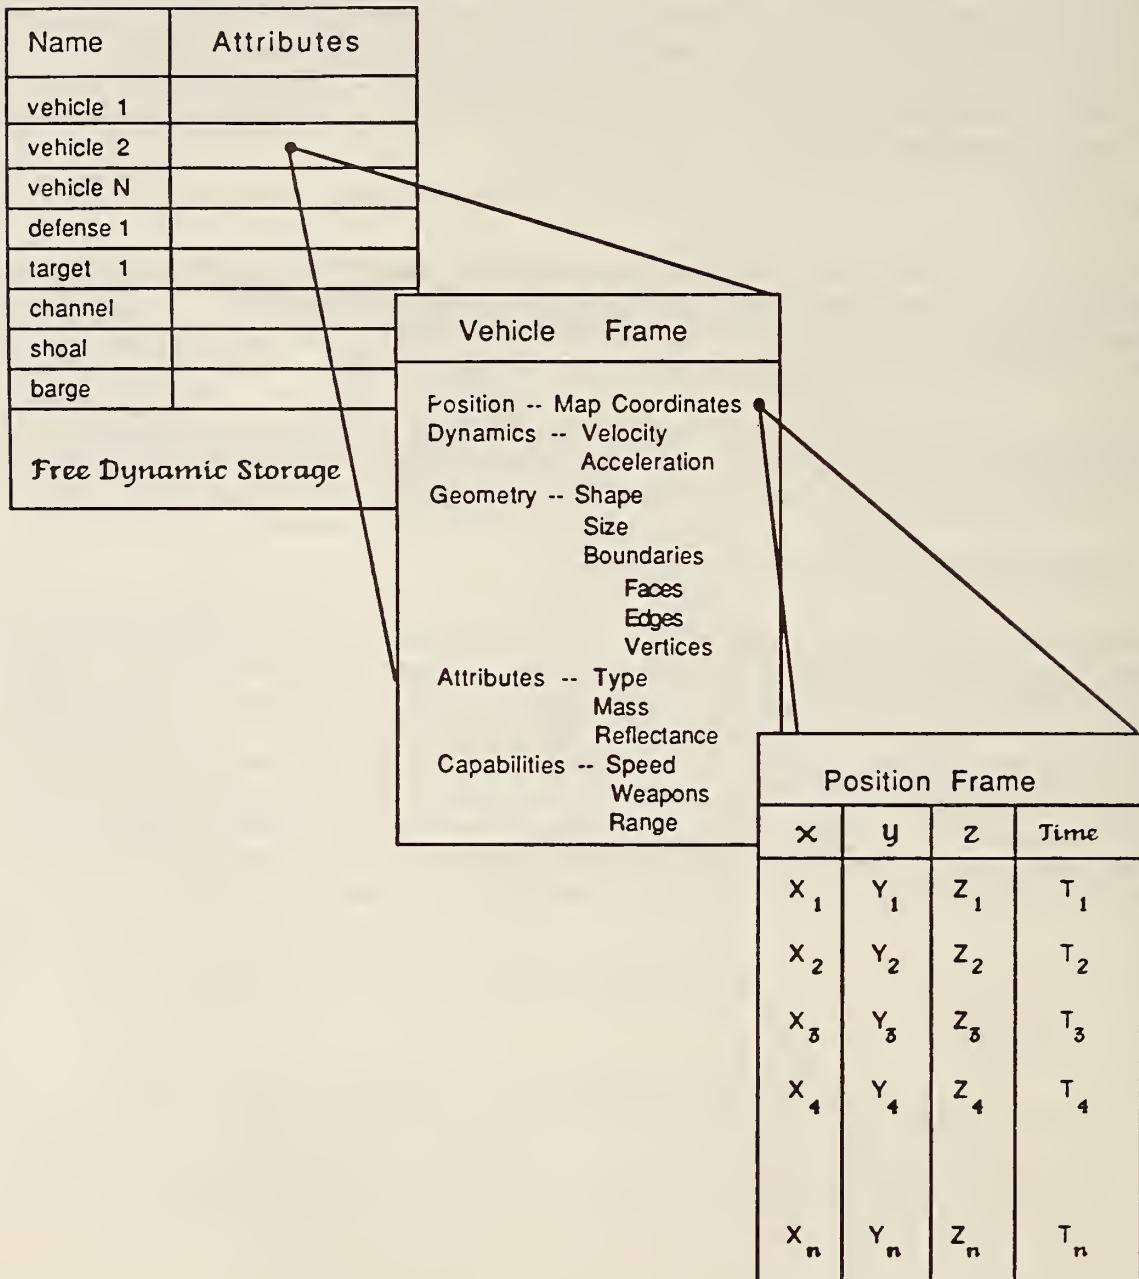 Name Attributes
vehicle 1
vehicle 2
vehicle N
defense 1
target 1
channel
shoal
barge
Free Dynamic Storage
Vehicle Frame
Position -- Map Coordinates
Dynamics -- Velocity
Acceleration
Geometry -- Shape
Size
Boundaries
Faces
Edges
Vertices
Attributes -- Type
Mass
Reflectance
Capabilities -- Speed
Weapons
Range
Position Frame
x y z Time
X1 Y1 Z1 T1
X2 Y2 Z2 T2
X3 Y3 Z3 T3
X4 Y4 Z4 T4
Xn Yn Zn Tn